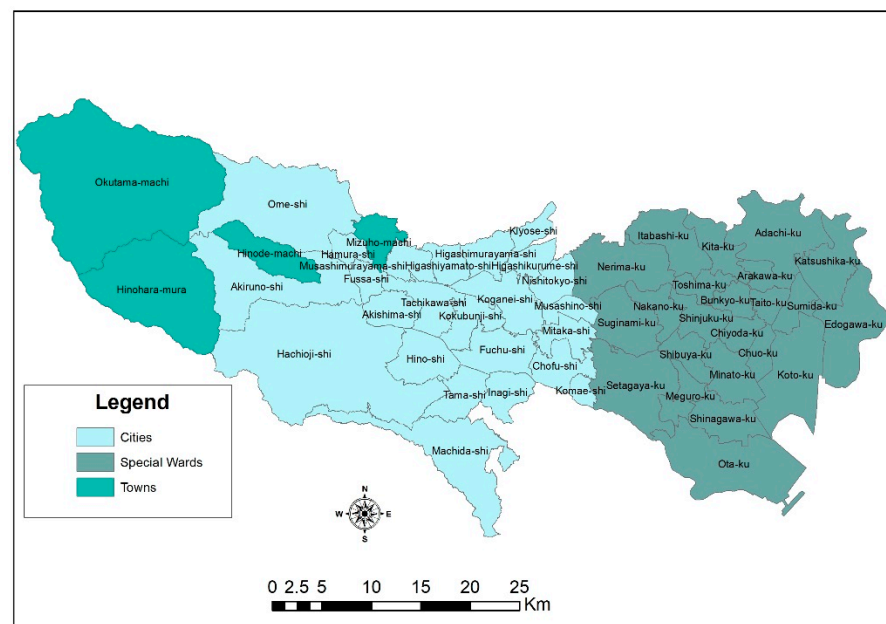 Okutama-machi
Ome-shi
Kiyose-shi
Adachi-ku
Itabashi-ku
Kita-ku
Mizuho-machi
Hinode-machi
Hamura-shi
Higashimurayama-shi
Katsushika-ku
Musashimurayama-shi
Higashiyamato-shi
Higashikurume-shi
Nerima-ku
Arakawa-ku
Hinohara-mura
Akiruno-shi
Fussa-shi
Nishitokyo-shi
Toshima-ku
Tachikawa-shi
Koganei-shi
Musashino-shi
Nakano-ku
Bunkyo-ku
Taito-ku
Sumida-ku
Akishima-shi
Kokubunji-shi
Suginami-ku
Shinjuku-ku
Edogawa-ku
Mitaka-shi
Chiyoda-ku
Hachioji-shi
Hino-shi
Fuchu-shi
Shibuya-ku
Chuo-ku
Chofu-shi
Minato-ku
Koto-ku
Tama-shi
Inagi-shi
Komae-shi
Setagaya-ku
Meguro-ku
Shinagawa-ku
Machida-shi
Ota-ku
Legend
Cities
Special Wards
Towns
N
W
E
S
0 2.5 5 10 15 20 25
Km